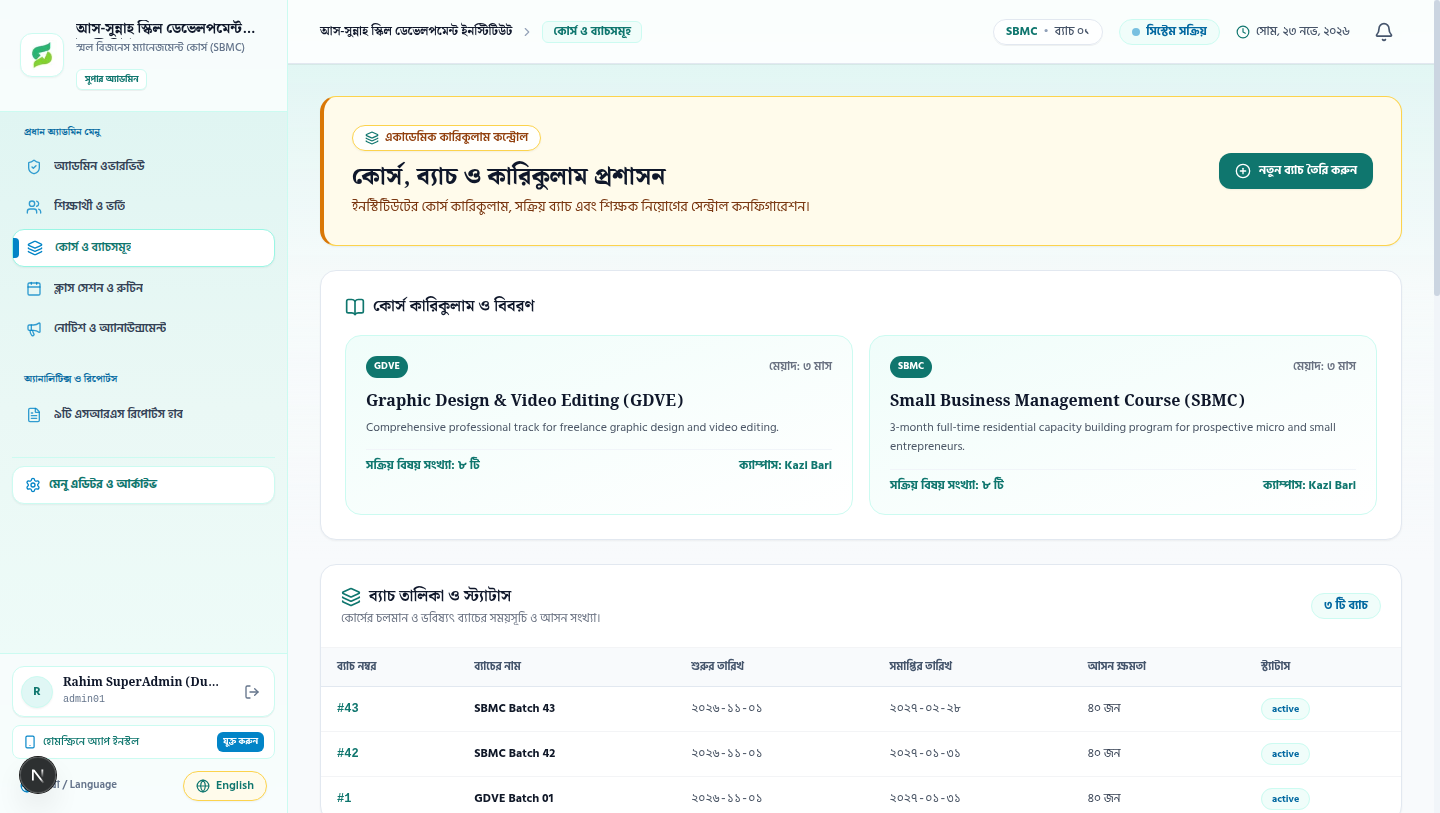 আস-সুন্নাহ স্কিল ডেভেলপমেন্ট...
স্মল বিজনেস ম্যানেজমেন্ট কোর্স (SBMC)
সুপার অ্যাডমিন
প্রধান অ্যাডমিন মেনু
অ্যাডমিন ওভারভিউ
শিক্ষার্থী ও ভর্তি
কোর্স ও ব্যাচসমূহ
ক্লাস সেশন ও রুটিন
নোটিশ ও অ্যানাউন্সমেন্ট
অ্যানালিটিক্স ও রিপোর্টস
৯টি এসআরএস রিপোর্টস হাব
মেনু এডিটর ও আর্কাইভ
R
Rahim SuperAdmin (Du...
admin01
হোমস্ক্রিনে অ্যাপ ইনস্টল
যুক্ত করুন
/ Language
English
N
আস-সুন্নাহ স্কিল ডেভেলপমেন্ট ইনস্টিটিউট
কোর্স ও ব্যাচসমূহ
SBMC • ব্যাচ ০১
সিস্টেম সক্রিয়
সোম, ২৩ নভে, ২০২৬
একাডেমিক কারিকুলাম কন্ট্রোল
কোর্স, ব্যাচ ও কারিকুলাম প্রশাসন
ইনস্টিটিউটের কোর্স কারিকুলাম, সক্রিয় ব্যাচ এবং শিক্ষক নিয়োগের সেন্ট্রাল কনফিগারেশন।
নতুন ব্যাচ তৈরি করুন
কোর্স কারিকুলাম ও বিবরণ
GDVE
মেয়াদ: ৩ মাস
Graphic Design & Video Editing (GDVE)
Comprehensive professional track for freelance graphic design and video editing.
সক্রিয় বিষয় সংখ্যা: ৮ টি
ক্যাম্পাস: Kazi Bari
SBMC
মেয়াদ: ৩ মাস
Small Business Management Course (SBMC)
3-month full-time residential capacity building program for prospective micro and small
entrepreneurs.
সক্রিয় বিষয় সংখ্যা: ৮ টি
ক্যাম্পাস: Kazi Bari
ব্যাচ তালিকা ও স্ট্যাটাস
কোর্সের চলমান ও ভবিষ্যৎ ব্যাচের সময়সূচি ও আসন সংখ্যা।
৩ টি ব্যাচ
ব্যাচ নম্বর ব্যাচের নাম শুরুর তারিখ সমাপ্তির তারিখ আসন ক্ষমতা স্ট্যাটাস
#43 SBMC Batch 43 ২০২৬-১১-০১ ২০২৭-০২-২৮ ৪০ জন active
#42 SBMC Batch 42 ২০২৬-১১-০১ ২০২৭-০১-৩১ ৪০ জন active
#1 GDVE Batch 01 ২০২৬-১১-০১ ২০২৭-০১-৩১ ৪০ জন active